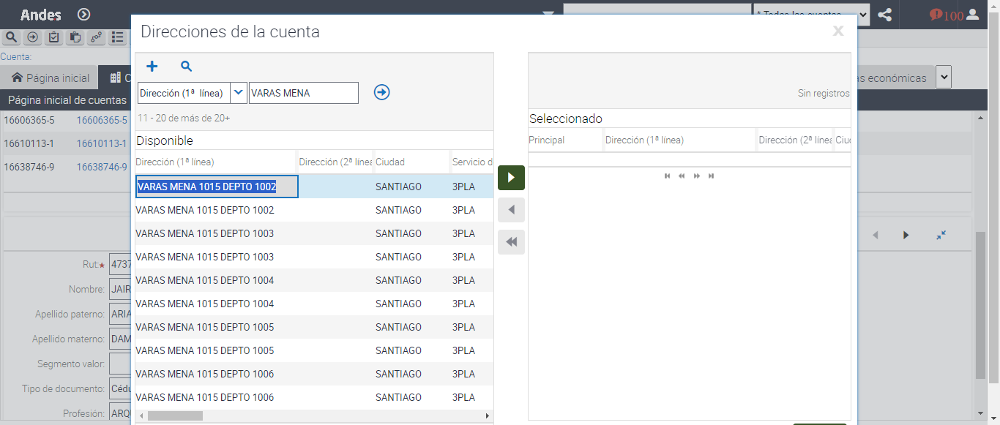 Andes
* Todas las cuentas
100
Cuenta:
Página inicial
as económicas
Página inicial de cuentas
16606365-5 16606365-5
16610113-1 16610113-1
16638746-9 16638746-9
Rut:* 4737
Nombre: JAIR
Apellido paterno: ARIA
Apellido materno: DAM
Segmento valor:
Tipo de documento: Cédu
Profesión: ARQ
Direcciones de la cuenta
x
Dirección (1ª línea) VARAS MENA
11 - 20 de más de 20+
Disponible
Dirección (1ª línea) Dirección (2ª línea Ciudad Servicio d
VARAS MENA 1015 DEPTO 1002 SANTIAGO 3PLA
VARAS MENA 1015 DEPTO 1002 SANTIAGO 3PLA
VARAS MENA 1015 DEPTO 1003 SANTIAGO 3PLA
VARAS MENA 1015 DEPTO 1003 SANTIAGO 3PLA
VARAS MENA 1015 DEPTO 1004 SANTIAGO 3PLA
VARAS MENA 1015 DEPTO 1004 SANTIAGO 3PLA
VARAS MENA 1015 DEPTO 1005 SANTIAGO 3PLA
VARAS MENA 1015 DEPTO 1005 SANTIAGO 3PLA
VARAS MENA 1015 DEPTO 1006 SANTIAGO 3PLA
VARAS MENA 1015 DEPTO 1006 SANTIAGO 3PLA
Sin registros
Seleccionado
Principal Dirección (1ª línea) Dirección (2ª línea Ciu